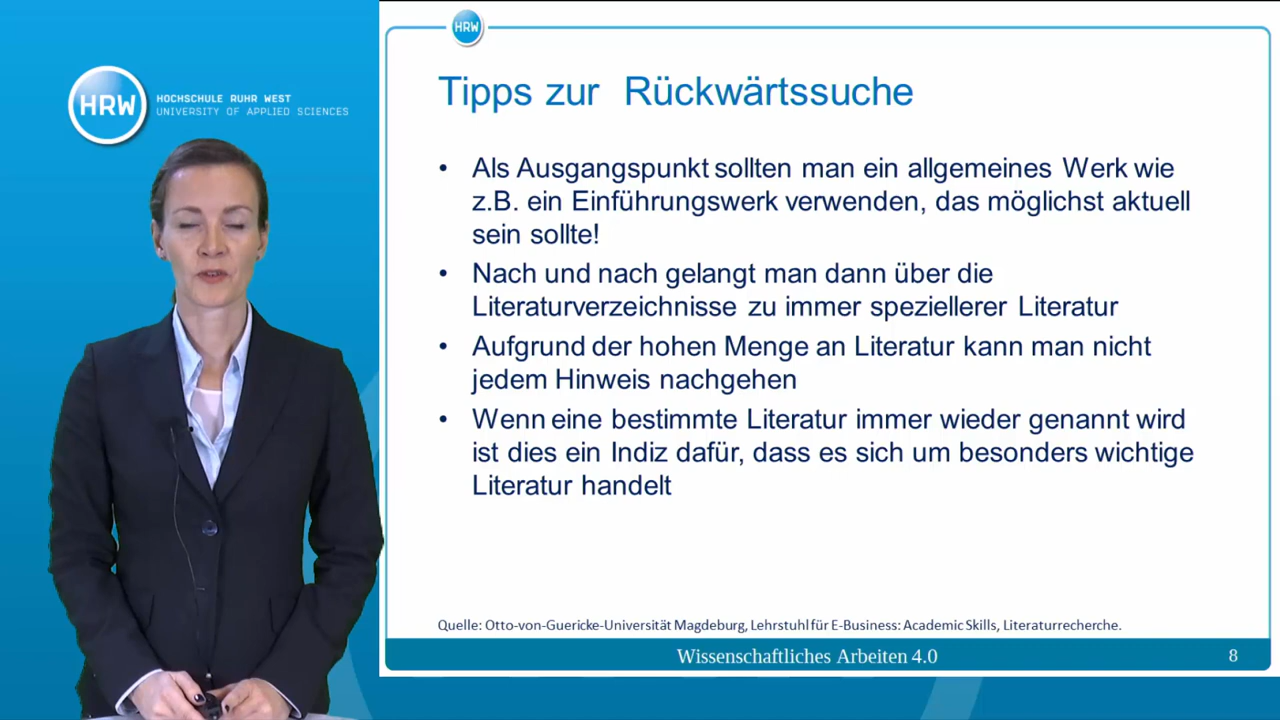 HRW
HOCHSCHULE RUHR WEST
UNIVERSITY OF APPLIED SCIENCES
HRW
Tipps zur Rückwärtssuche
• Als Ausgangspunkt sollten man ein allgemeines Werk wie
z.B. ein Einführungswerk verwenden, das möglichst aktuell
sein sollte!
• Nach und nach gelangt man dann über die
Literaturverzeichnisse zu immer speziellerer Literatur
• Aufgrund der hohen Menge an Literatur kann man nicht
jedem Hinweis nachgehen
• Wenn eine bestimmte Literatur immer wieder genannt wird
ist dies ein Indiz dafür, dass es sich um besonders wichtige
Literatur handelt
Quelle: Otto-von-Guericke-Universität Magdeburg, Lehrstuhl für E-Business: Academic Skills, Literaturrecherche.
Wissenschaftliches Arbeiten 4.0
8